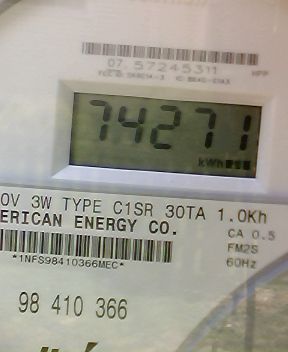 07.57245311
74271
kWh
0V 3W TYPE C1SR 30TA 1.0Kh
ERICAN ENERGY CO.
CA 0.5
FM2S
*1NFS98410366MEC*
60Hz
98 410 366